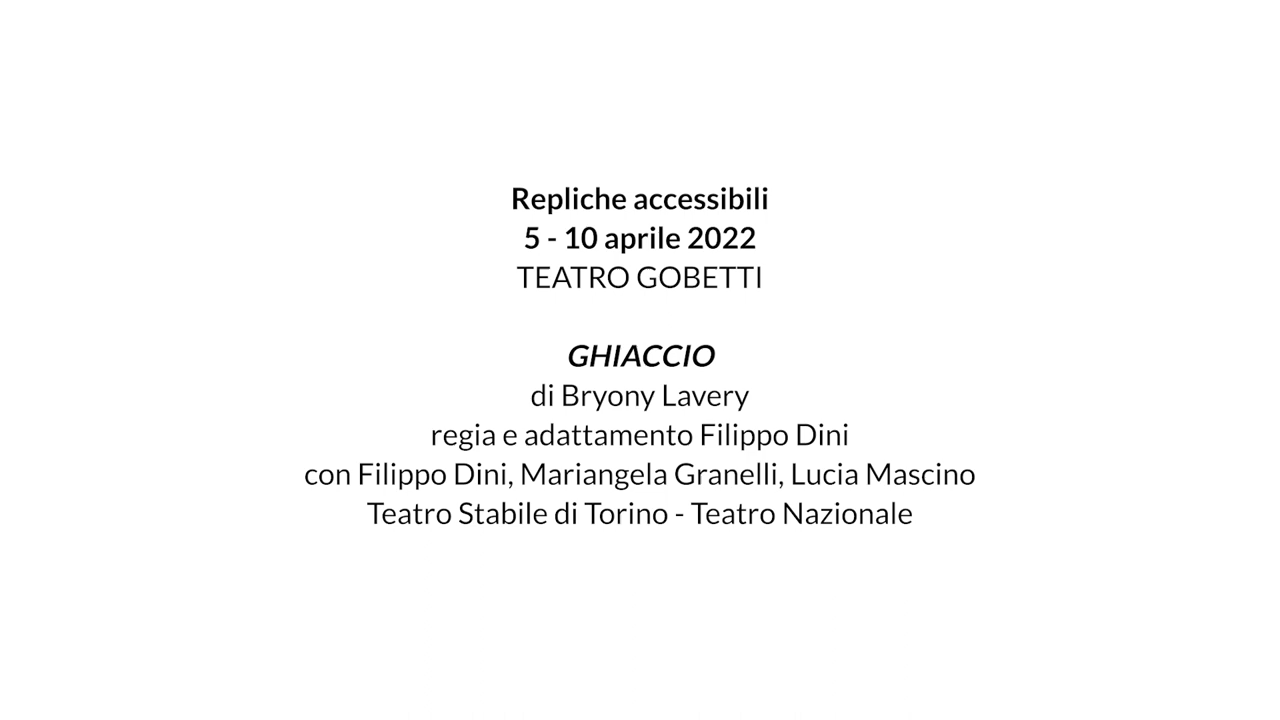 Repliche accessibili
5 - 10 aprile 2022
TEATRO GOBETTI
GHIACCIO
di Bryony Lavery
regia e adattamento Filippo Dini
con Filippo Dini, Mariangela Granelli, Lucia Mascino
Teatro Stabile di Torino - Teatro Nazionale